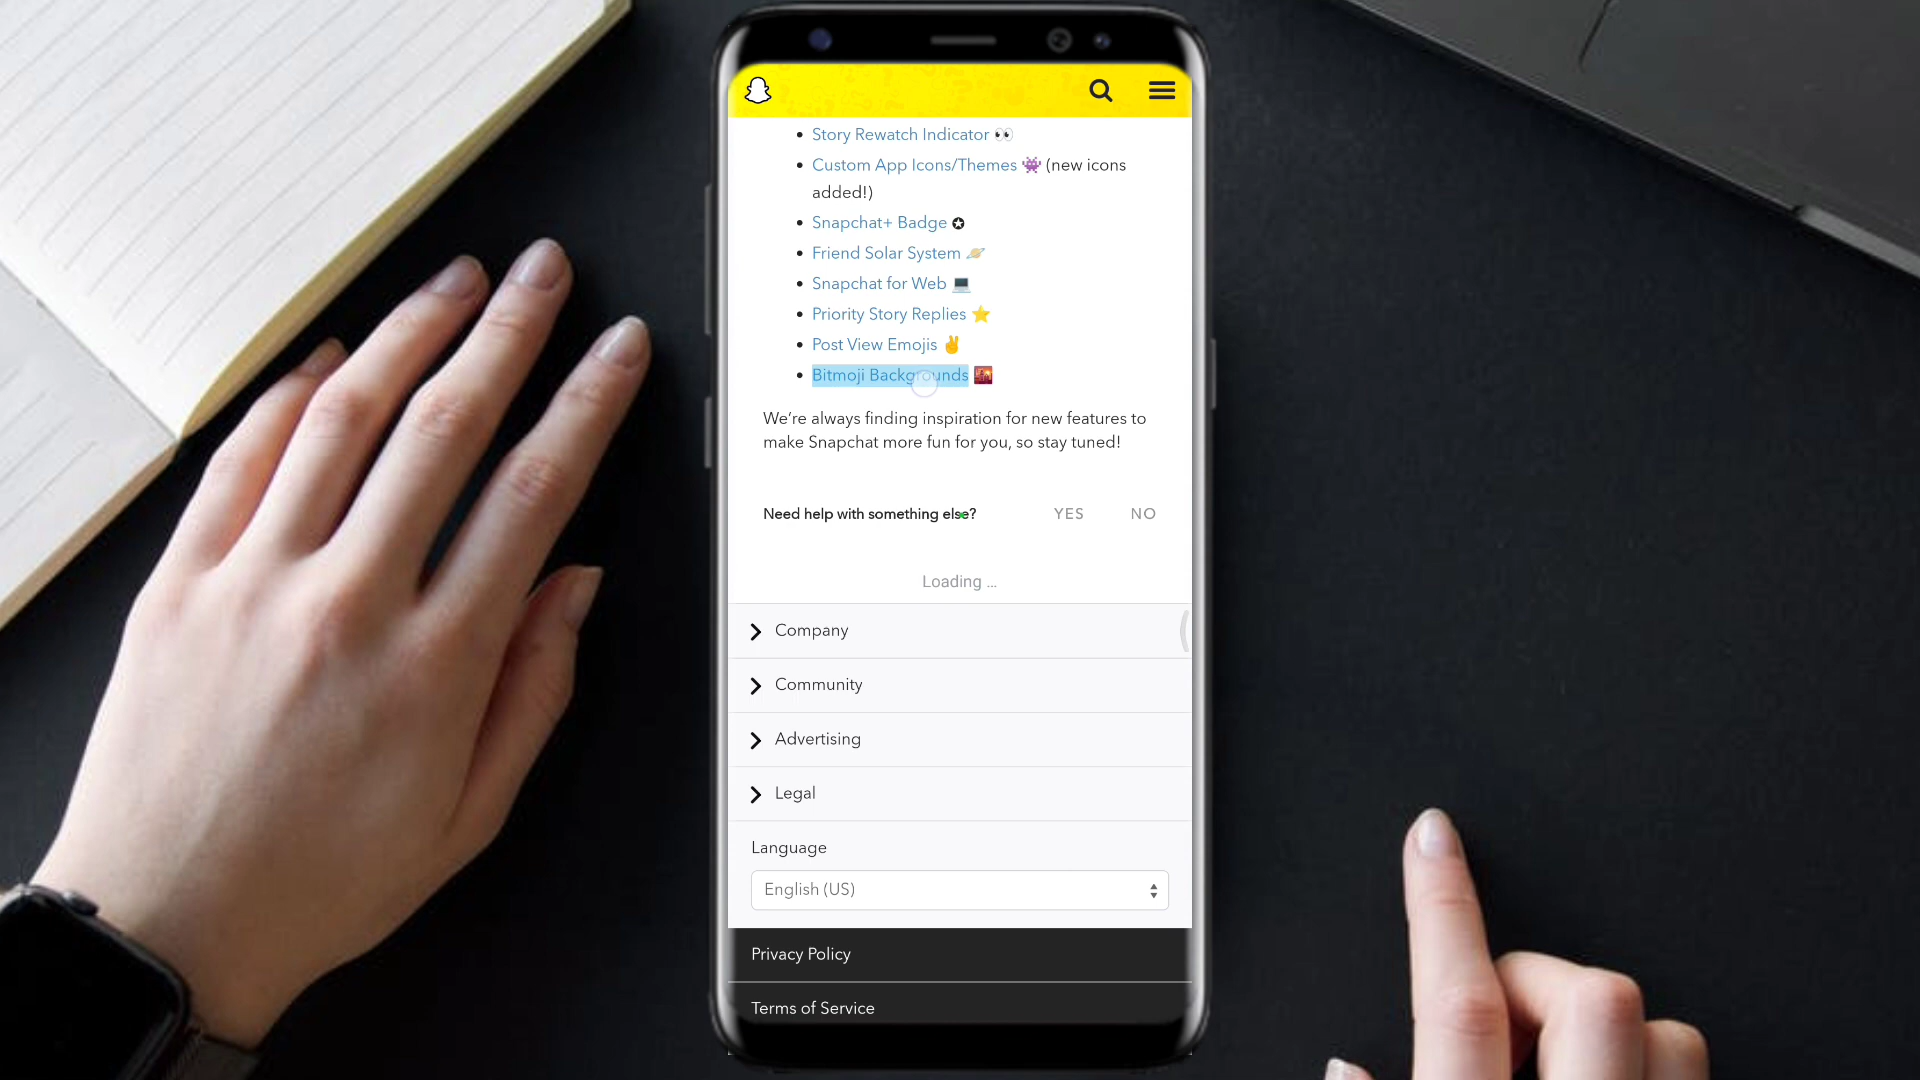 Story Rewatch Indicator 👀
Custom App Icons/Themes 👾 (new icons
added!)
Snapchat+ Badge ✪
Friend Solar System 🪐
Snapchat for Web 💻
Priority Story Replies ⭐
Post View Emojis ✌️
Bitmoji Backgrounds 🌇
We’re always finding inspiration for new features to
make Snapchat more fun for you, so stay tuned!
Need help with something else? YES NO
Loading ...
Company
Community
Advertising
Legal
Language
English (US)
Privacy Policy
Terms of Service